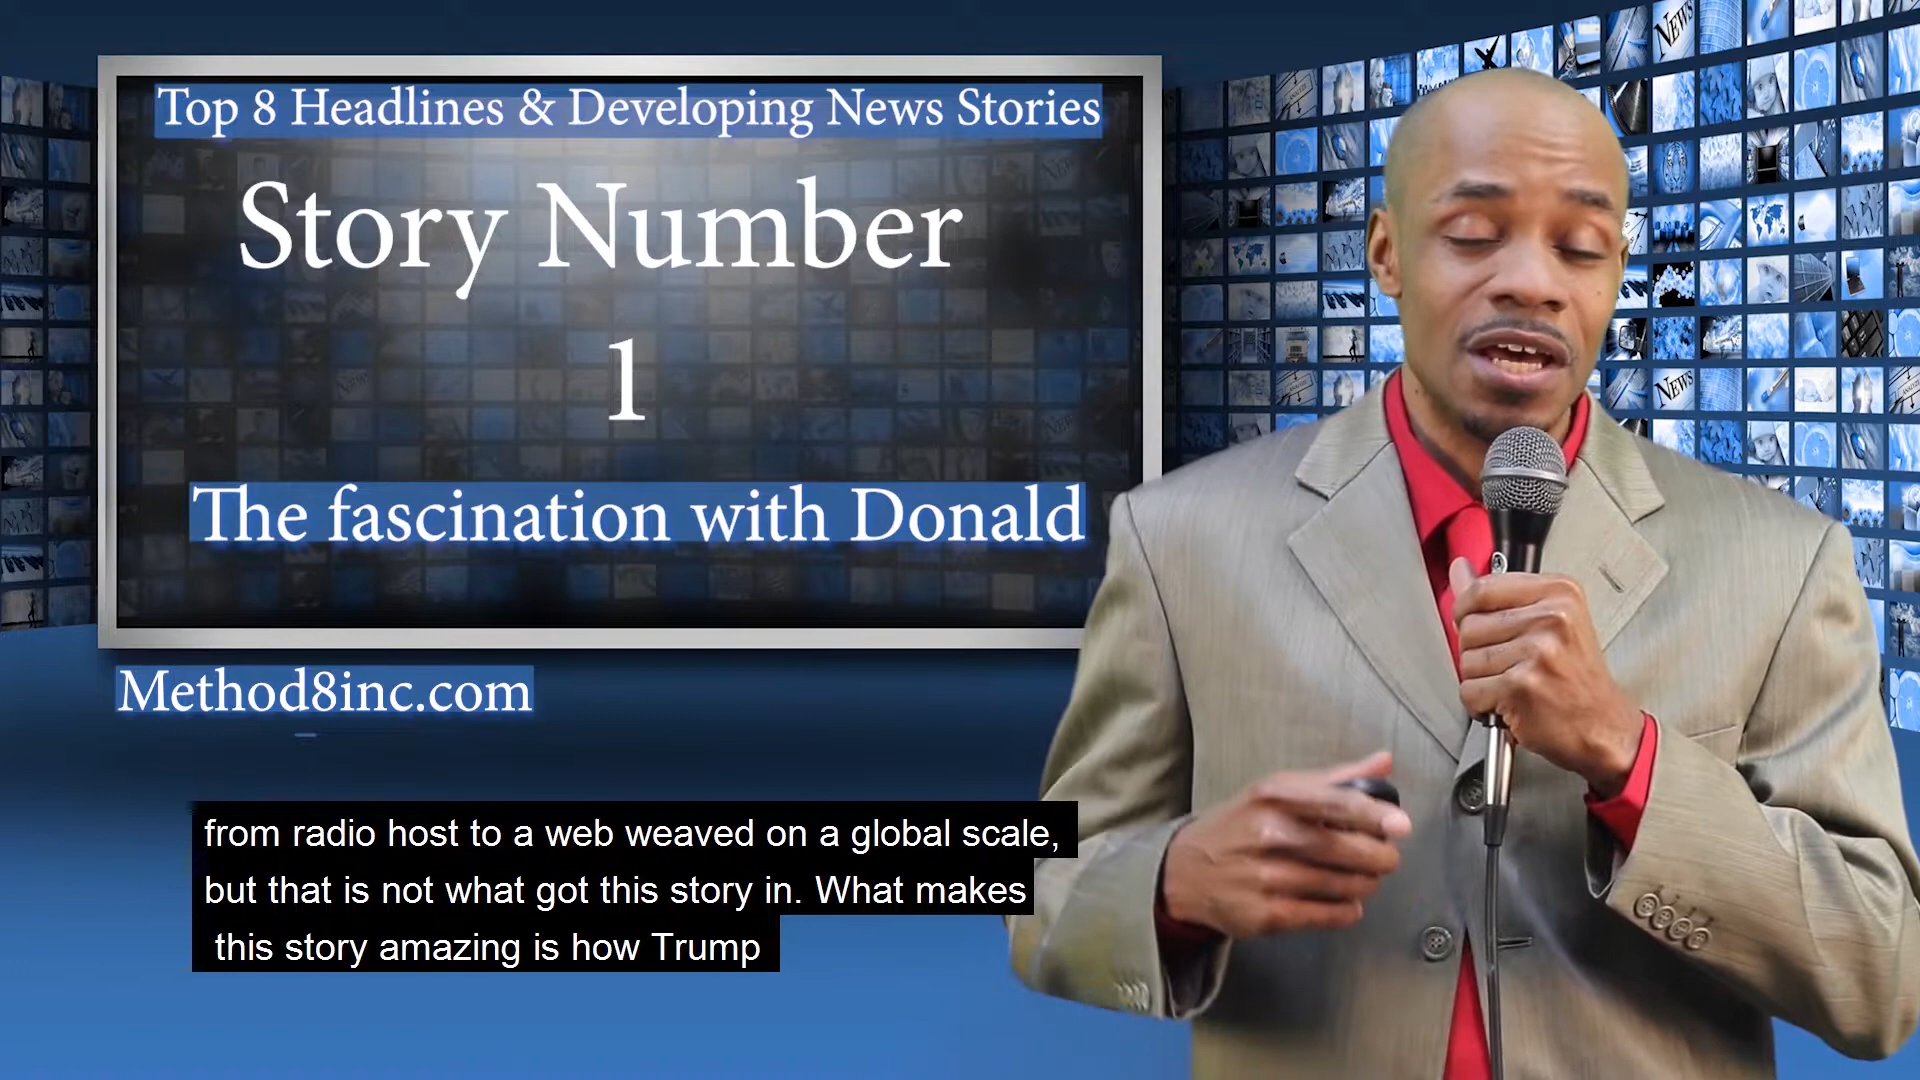 Top 8 Headlines & Developing News Stories
Story Number
1
The fascination with Donald
Method8inc.com
from radio host to a web weaved on a global scale,
but that is not what got this story in. What makes
this story amazing is how Trump
NEWS
NEWS